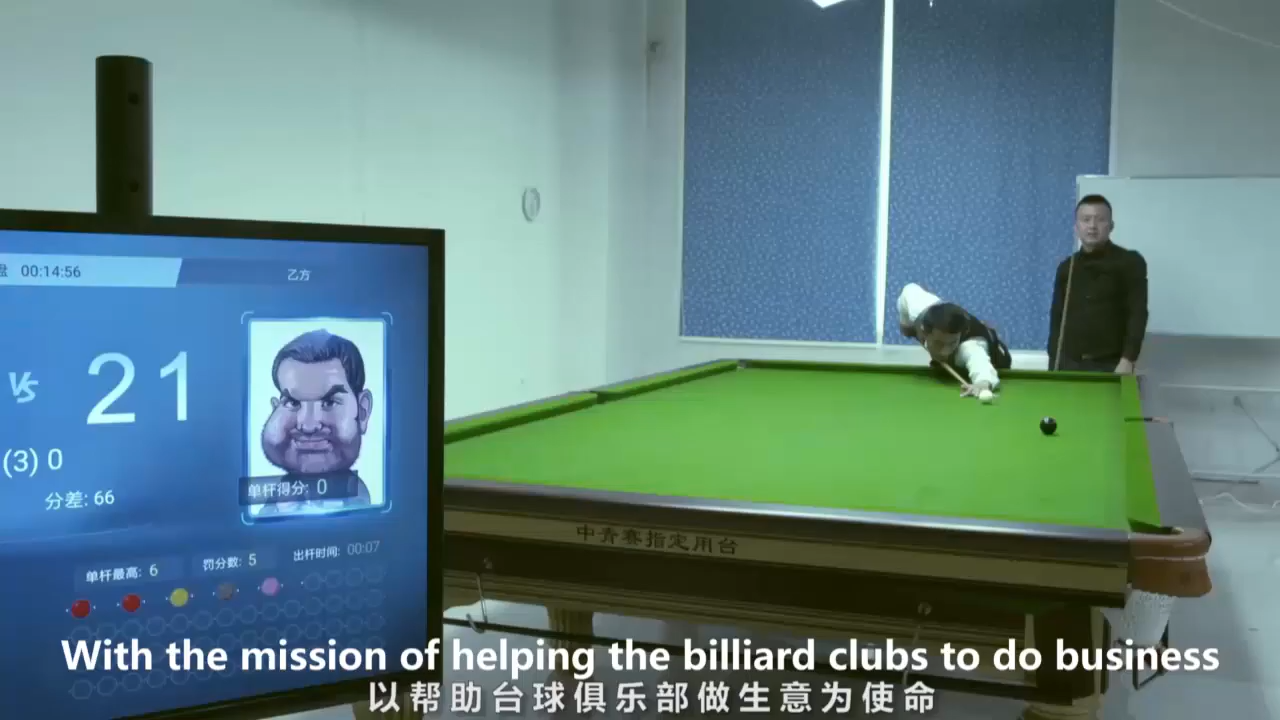 盘 00:14:56
乙方
VS 21
(3) 0
分差: 66
单杆得分: 0
单杆最高: 6 罚分数: 5 出杆时间: 00:07
中青赛指定用台
With the mission of helping the billiard clubs to do business
以帮助台球俱乐部做生意为使命